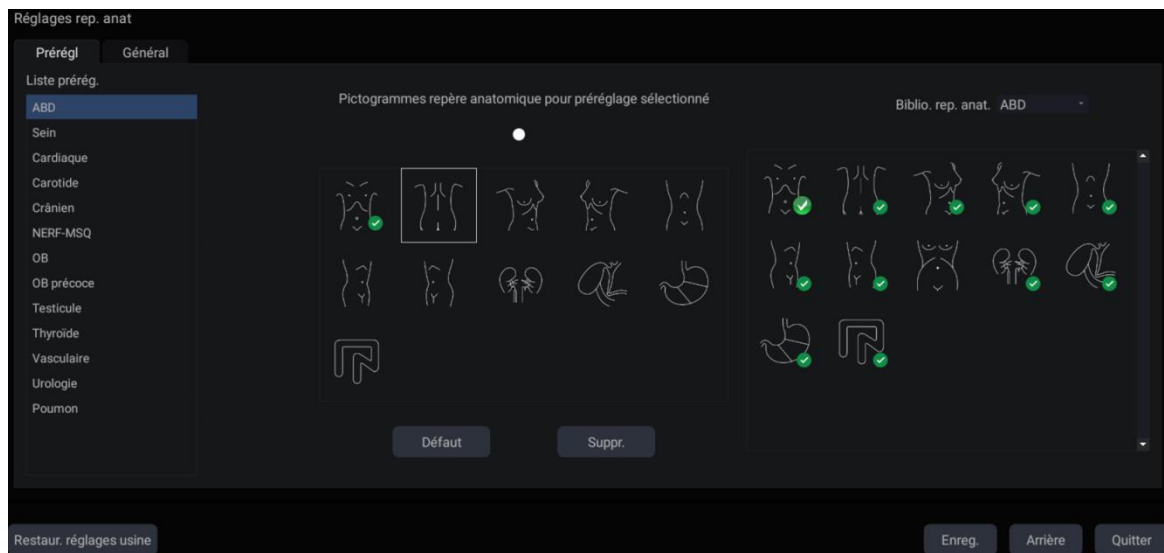 Réglages rep. anat
Prérégl
Général
Liste prérég.
ABD
Sein
Cardiaque
Carotide
Crânien
NERF-MSQ
OB
OB précoce
Testicule
Thyroïde
Vasculaire
Urologie
Poumon
Pictogrammes repère anatomique pour préréglage sélectionné
Défaut
Suppr.
Biblio. rep. anat. ABD
Restaur. réglages usine
Enreg.
Arrière
Quitter